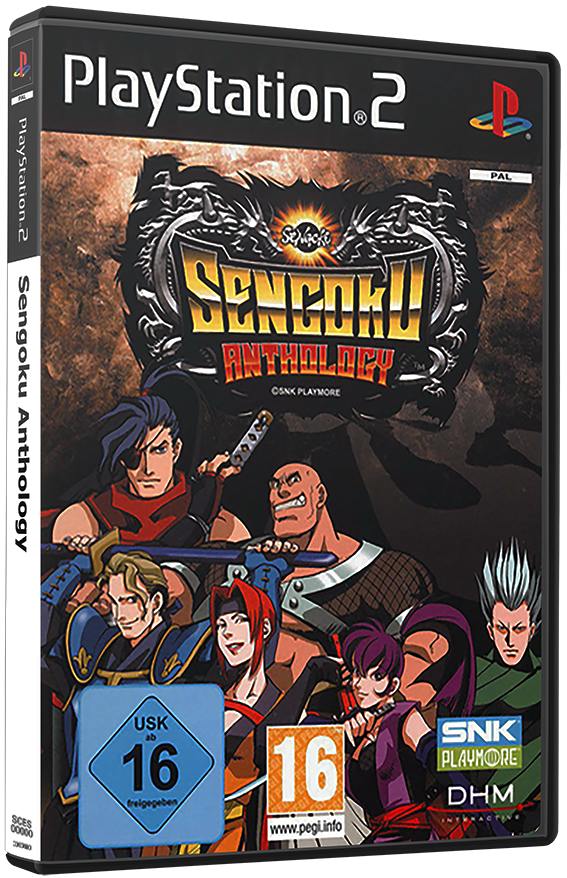 PAL
PlayStation®2
Sengoku Anthology
SCES
00000
PlayStation®2
PAL
SENGOKU
SENGOKU
ANTHOLOGY
©SNK PLAYMORE
USK
ab
16
freigegeben
16
www.pegi.info
SNK
PLAYMORE
DHM
INTERACTIVE